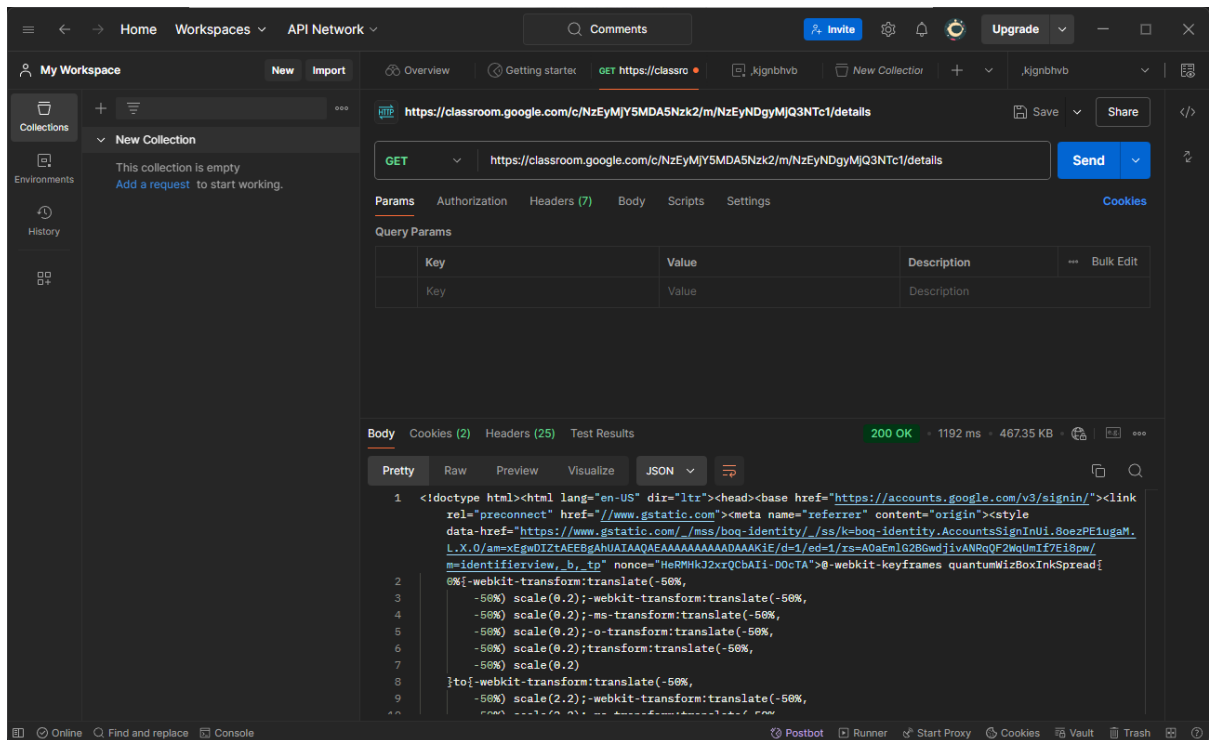 Home Workspaces API Network Comments Invite Upgrade
My Workspace New Import Overview Getting started GET https://classro ,kjgnbhvb New Collection ,kjgnbhvb
Collections
Environments
History
New Collection
This collection is empty
Add a request to start working.
HTTP https://classroom.google.com/c/NzEyMjY5MDA5Nzk2/m/NzEyNDgyMjQ3NTc1/details Save Share
GET https://classroom.google.com/c/NzEyMjY5MDA5Nzk2/m/NzEyNDgyMjQ3NTc1/details Send
Params Authorization Headers (7) Body Scripts Settings Cookies
Query Params
Key Value Description Bulk Edit
Key Value Description
Body Cookies (2) Headers (25) Test Results 200 OK 1192 ms 467.35 KB e.g.
Pretty Raw Preview Visualize JSON
1 <!doctype html><html lang="en-US" dir="ltr"><head><base href="https://accounts.google.com/v3/signin/"><link
rel="preconnect" href="//www.gstatic.com"><meta name="referrer" content="origin"><style
data-href="https://www.gstatic.com/_/mss/boq-identity/_/ss/k=boq-identity.AccountsSignInUi.8oezPE1ugaM.
L.X.O/am=xEgwDIZtAEEBgAhUAIAAQAEAAAAAAAAAADAAAKiE/d=1/ed=1/rs=AOaEmlG2BGwdjivANRqQF2WqUmIf7Ei8pw/
m=identifierview,_b,_tp" nonce="HeRMHkJ2xrQCbAIi-DOcTA">@-webkit-keyframes quantumWizBoxInkSpread{
2 0%{-webkit-transform:translate(-50%,
3 -50%) scale(0.2);-webkit-transform:translate(-50%,
4 -50%) scale(0.2);-ms-transform:translate(-50%,
5 -50%) scale(0.2);-o-transform:translate(-50%,
6 -50%) scale(0.2);transform:translate(-50%,
7 -50%) scale(0.2)
8 }to{-webkit-transform:translate(-50%,
9 -50%) scale(2.2);-webkit-transform:translate(-50%,
Online Find and replace Console Postbot Runner Start Proxy Cookies Vault Trash